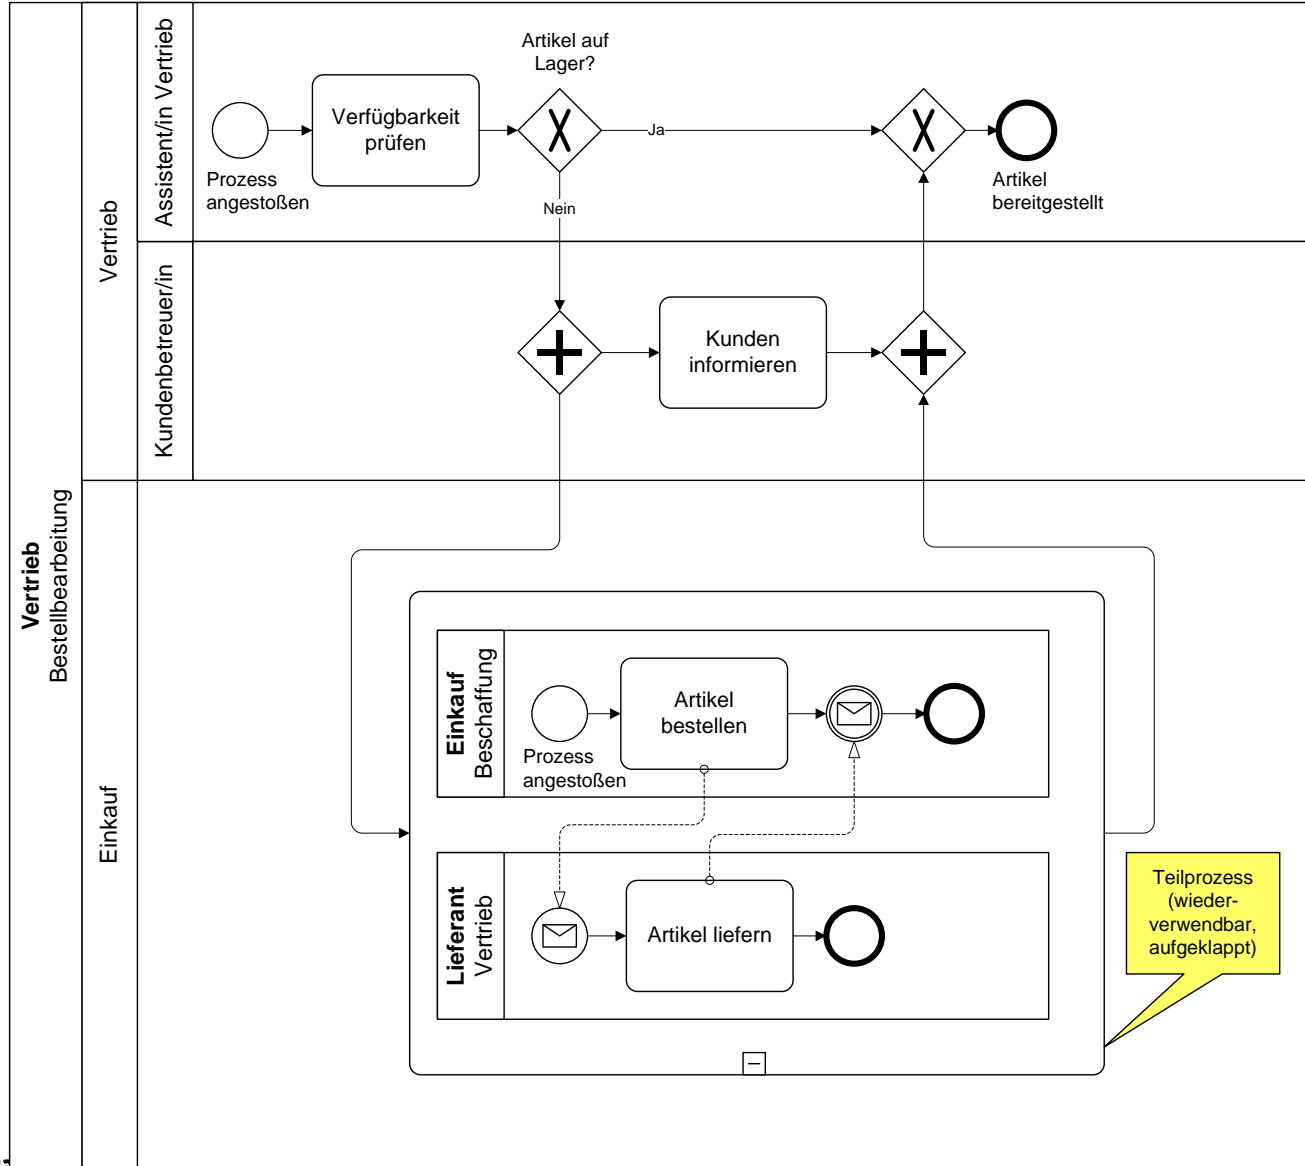 Artikel auf
Lager?
Assistent/in Vertrieb
Verfügbarkeit
prüfen
Ja
Prozess
angestoßen
Artikel
bereitgestellt
Nein
Vertrieb
Kundenbetreuer/in
Kunden
informieren
Vertrieb
Bestellbearbeitung
Einkauf
Einkauf
Beschaffung
Artikel
bestellen
Prozess
angestoßen
Lieferant
Vertrieb
Artikel liefern
Teilprozess
(wieder-
verwendbar,
aufgeklappt)